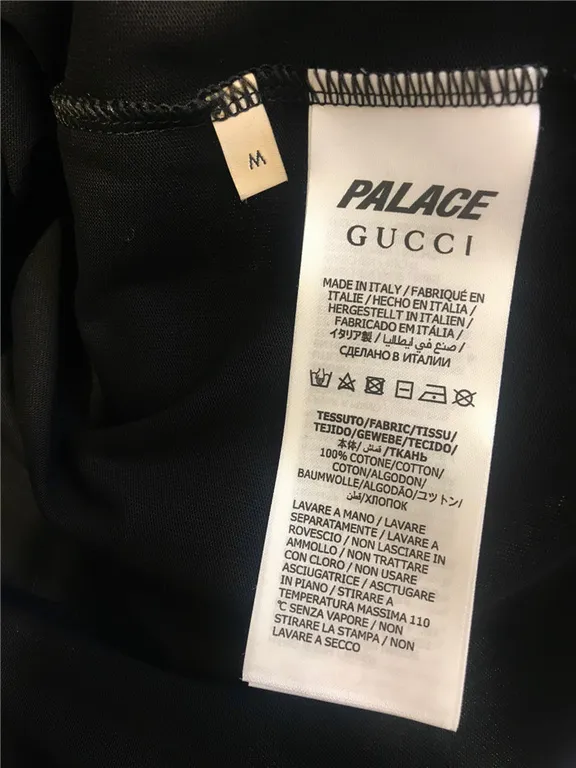 M
PALACE
GUCCI
MADE IN ITALY / FABRIQUÉ EN
ITALIE / HECHO EN ITALIA /
HERGESTELLT IN ITALIEN /
FABRICADO EM ITÁLIA /
イタリア製 / صنع في ايطاليا /
СДЕЛАНО В ИТАЛИИ
TESSUTO/FABRIC/TISSU/
TEJIDO/GEWEBE/TECIDO/
本体/ قماش /ТКАНЬ
100% COTONE/COTTON/
COTON/ALGODON/
BAUMWOLLE/ALGODÃO/コットン/
قطن/ХЛОПОК
LAVARE A MANO / LAVARE
SEPARATAMENTE / LAVARE A
ROVESCIO / NON LASCIARE IN
AMMOLLO / NON TRATTARE
CON CLORO / NON USARE
ASCIUGATRICE / ASCTUGARE
IN PIANO / STIRARE A
TEMPERATURA MASSIMA 110
℃ SENZA VAPORE / NON
STIRARE LA STAMPA / NON
LAVARE A SECCO